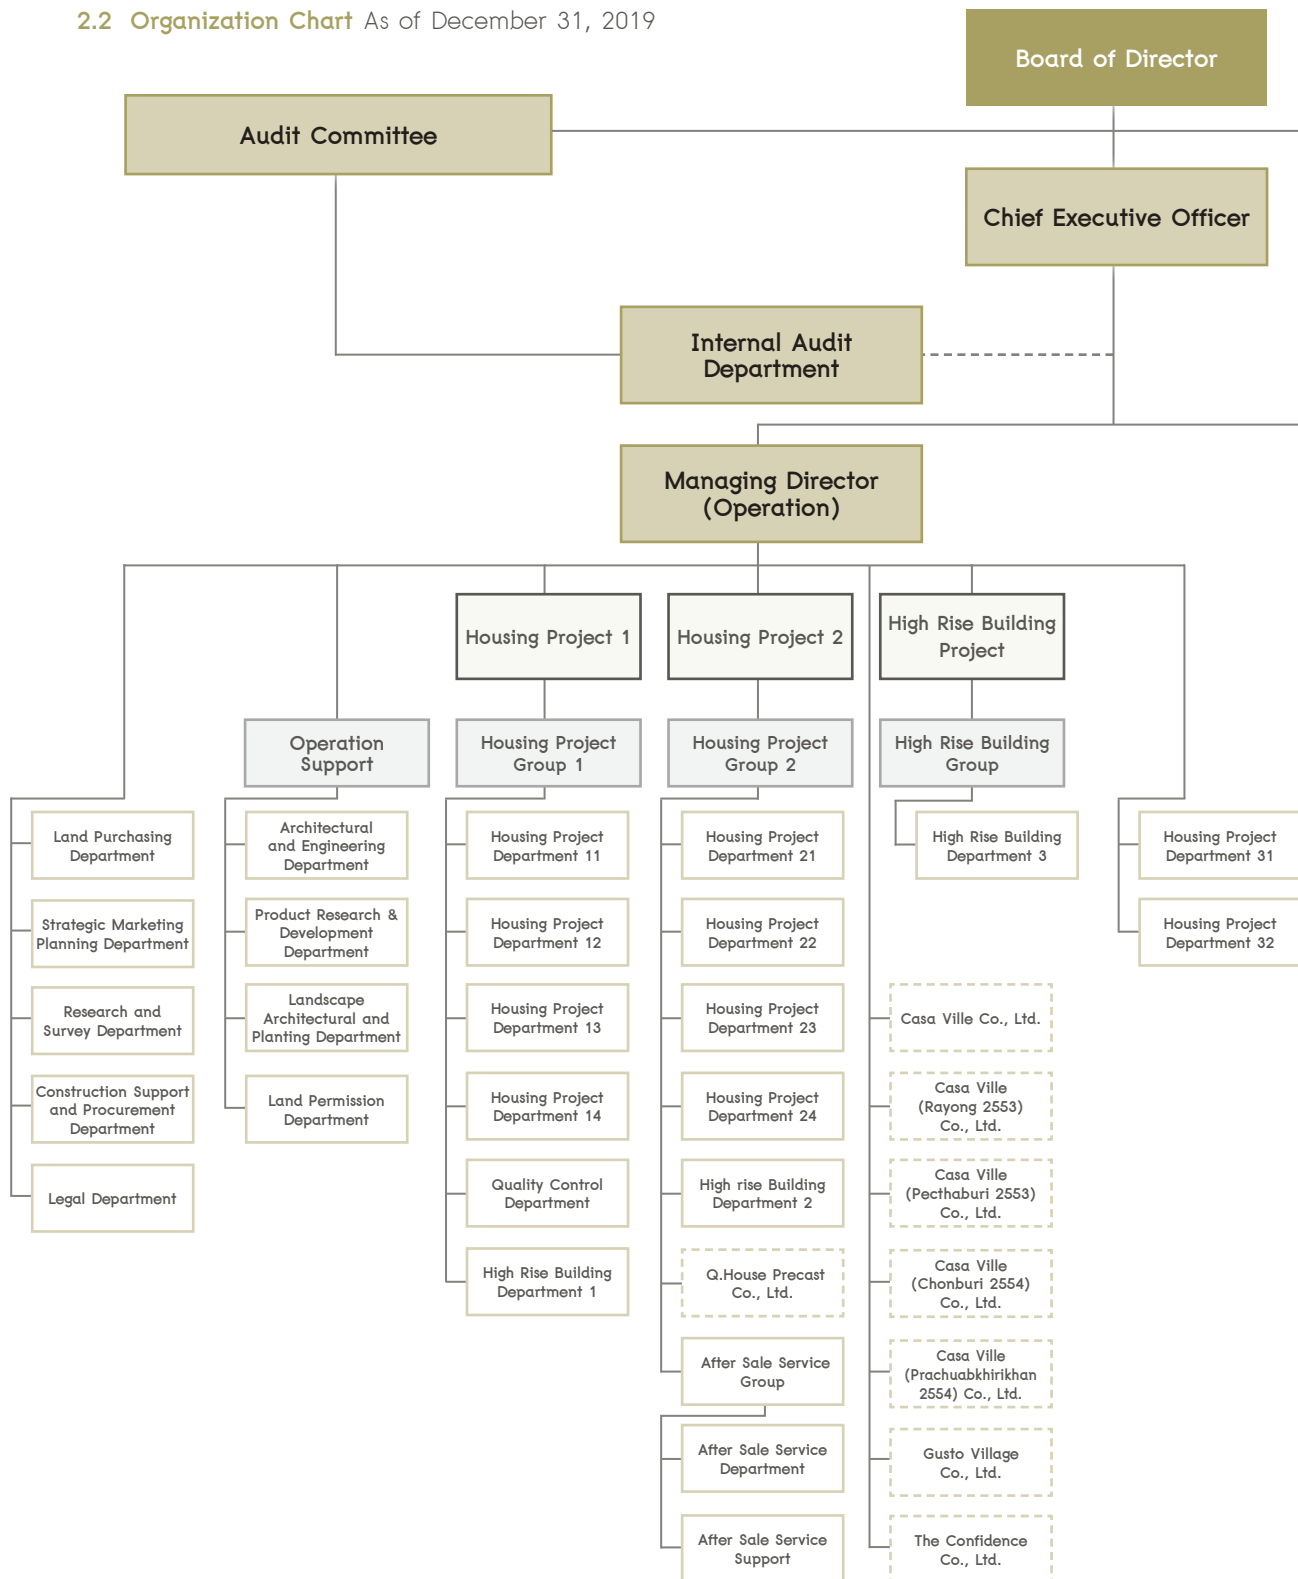 2.2 Organization Chart As of December 31, 2019
Board of Director
Audit Committee
Chief Executive Officer
Internal Audit
Department
Managing Director
(Operation)
Housing Project 1
Housing Project 2
High Rise Building
Project
Operation
Support
Housing Project
Group 1
Housing Project
Group 2
High Rise Building
Group
Land Purchasing
Department
Strategic Marketing
Planning Department
Research and
Survey Department
Construction Support
and Procurement
Department
Legal Department
Architectural
and Engineering
Department
Product Research &
Development
Department
Landscape
Architectural and
Planting Department
Land Permission
Department
Housing Project
Department 11
Housing Project
Department 12
Housing Project
Department 13
Housing Project
Department 14
Quality Control
Department
High Rise Building
Department 1
Housing Project
Department 21
Housing Project
Department 22
Housing Project
Department 23
Housing Project
Department 24
High rise Building
Department 2
Q.House Precast
Co., Ltd.
After Sale Service
Group
After Sale Service
Department
After Sale Service
Support
High Rise Building
Department 3
Casa Ville Co., Ltd.
Casa Ville
(Rayong 2553)
Co., Ltd.
Casa Ville
(Pecthaburi 2553)
Co., Ltd.
Casa Ville
(Chonburi 2554)
Co., Ltd.
Casa Ville
(Prachuabkhirikhan
2554) Co., Ltd.
Gusto Village
Co., Ltd.
The Confidence
Co., Ltd.
Housing Project
Department 31
Housing Project
Department 32